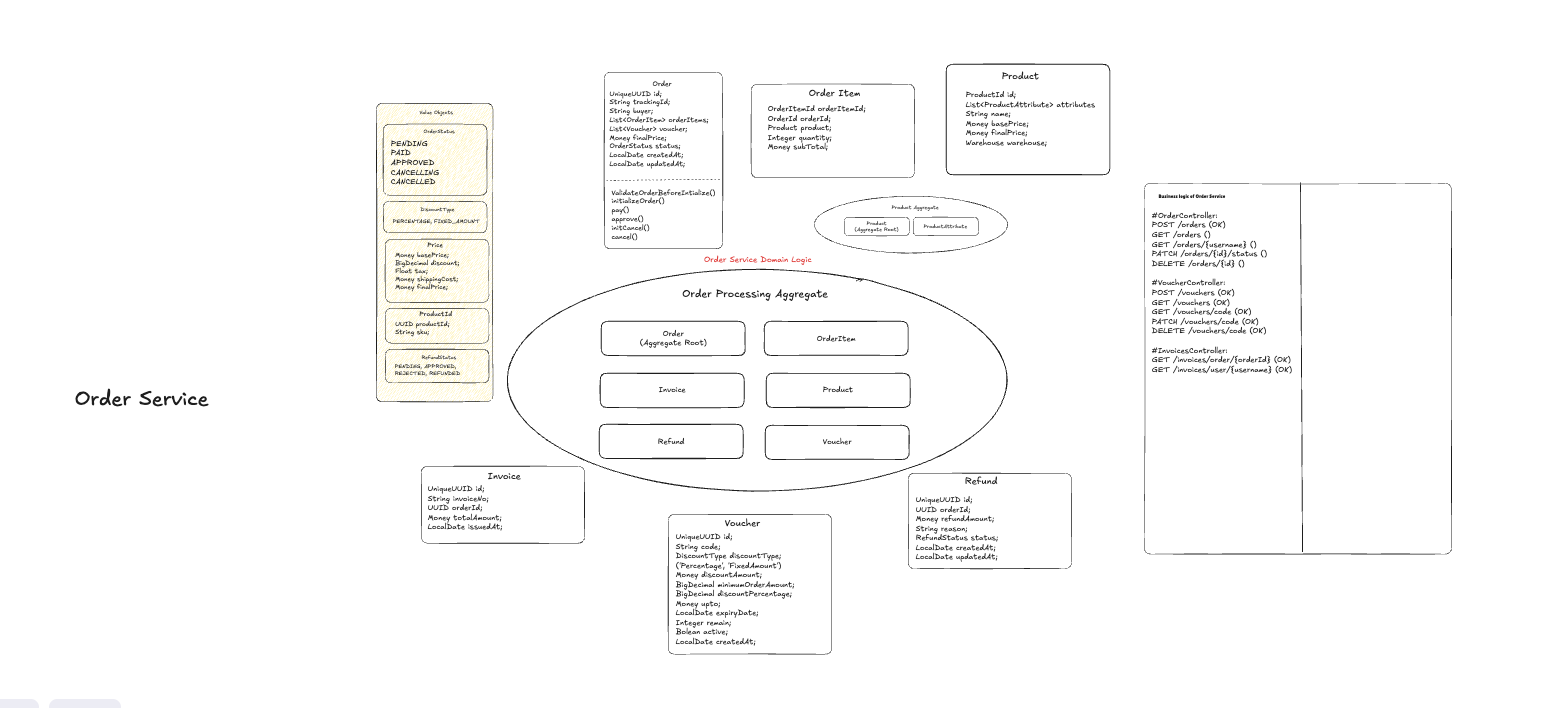 Order Service
Value Objects
OrderStatus
PENDING
PAID
APPROVED
CANCELLING
CANCELLED
DiscountType
PERCENTAGE, FIXED_AMOUNT
Price
Money basePrice;
BigDecimal discount;
Float tax;
Money shippingCost;
Money finalPrice;
ProductId
UUID productId;
String sku;
RefundStatus
PENDING, APPROVED,
REJECTED, REFUNDED
Order
UniqueUUID id;
String trackingId;
String buyer;
List<OrderItem> orderItems;
List<Voucher> voucher;
Money finalPrice;
OrderStatus status;
LocalDate createdAt;
LocalDate updatedAt;
ValidateOrderBeforeIntialize()
initializeOrder()
pay()
approve()
initCancel()
cancel()
Order Item
OrderItemId orderItemId;
OrderId orderId;
Product product;
Integer quantity;
Money subTotal;
Product
ProductId id;
List<ProductAttribute> attributes
String name;
Money basePrice;
Money finalPrice;
Warehouse warehouse;
Product Aggregate
Product
(Aggregate Root)
ProductAttribute
Order Service Domain Logic
Order Processing Aggregate
Order
(Aggregate Root)
OrderItem
Invoice
Product
Refund
Voucher
Invoice
UniqueUUID id;
String invoiceNo;
UUID orderId;
Money totalAmount;
LocalDate issuedAt;
Voucher
UniqueUUID id;
String code;
DiscountType discountType;
('Percentage', 'FixedAmount')
Money discountAmount;
BigDecimal minimumOrderAmount;
BigDecimal discountPercentage;
Money upto;
LocalDate expiryDate;
Integer remain;
Bolean active;
LocalDate createdAt;
Refund
UniqueUUID id;
UUID orderId;
Money refundAmount;
String reason;
RefundStatus status;
LocalDate createdAt;
LocalDate updatedAt;
Business logic of Order Service
#OrderController:
POST /orders (OK)
GET /orders ()
GET /orders/{username} ()
PATCH /orders/{id}/status ()
DELETE /orders/{id} ()
#VoucherController:
POST /vouchers (OK)
GET /vouchers (OK)
GET /vouchers/code (OK)
PATCH /vouchers/code (OK)
DELETE /vouchers/code (OK)
#InvoicesController:
GET /invoices/order/{orderId} (OK)
GET /invoices/user/{username} (OK)